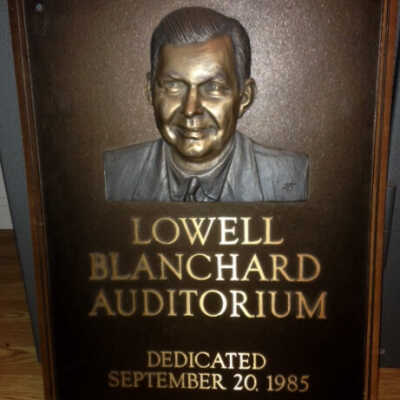 LOWELL
BLANCHARD
AUDITORIUM
DEDICATED
SEPTEMBER 20, 1985